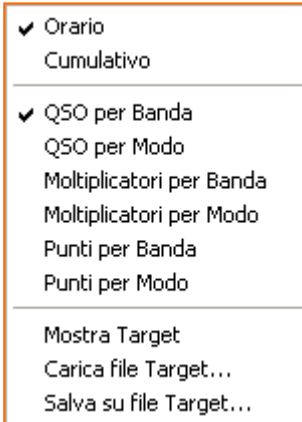 Orario
Cumulativo
QSO per Banda
QSO per Modo
Moltiplicatori per Banda
Moltiplicatori per Modo
Punti per Banda
Punti per Modo
Mostra Target
Carica file Target...
Salva su file Target...